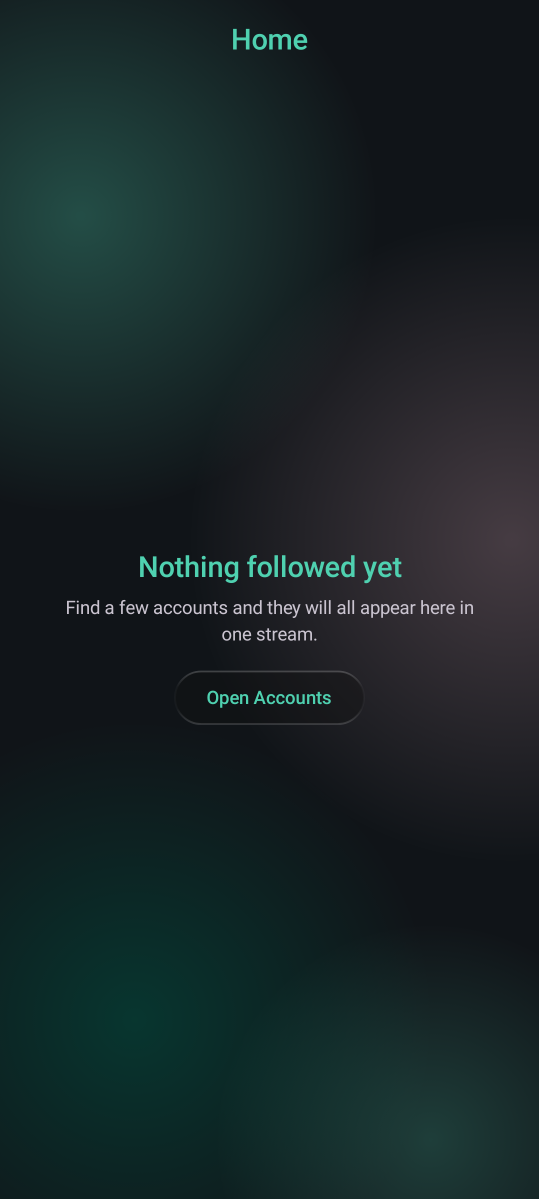 Home
Nothing followed yet
Find a few accounts and they will all appear here in
one stream.
Open Accounts